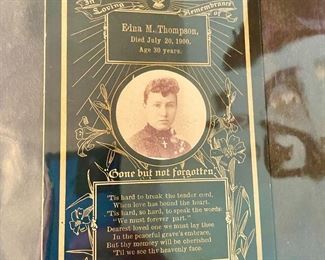 In Loving Remembrance of
Edna M. Thompson,
Died July 20, 1900,
Age 30 years.
"Gone but not forgotten"
'Tis hard to break the tender cord,
When love has bound the heart.
'Tis hard, so hard, to speak the words:
"We must forever part."
Dearest loved one we must lay thee
In the peaceful grave's embrace,
But thy memory will be cherished
'Til we see thy heavenly face.